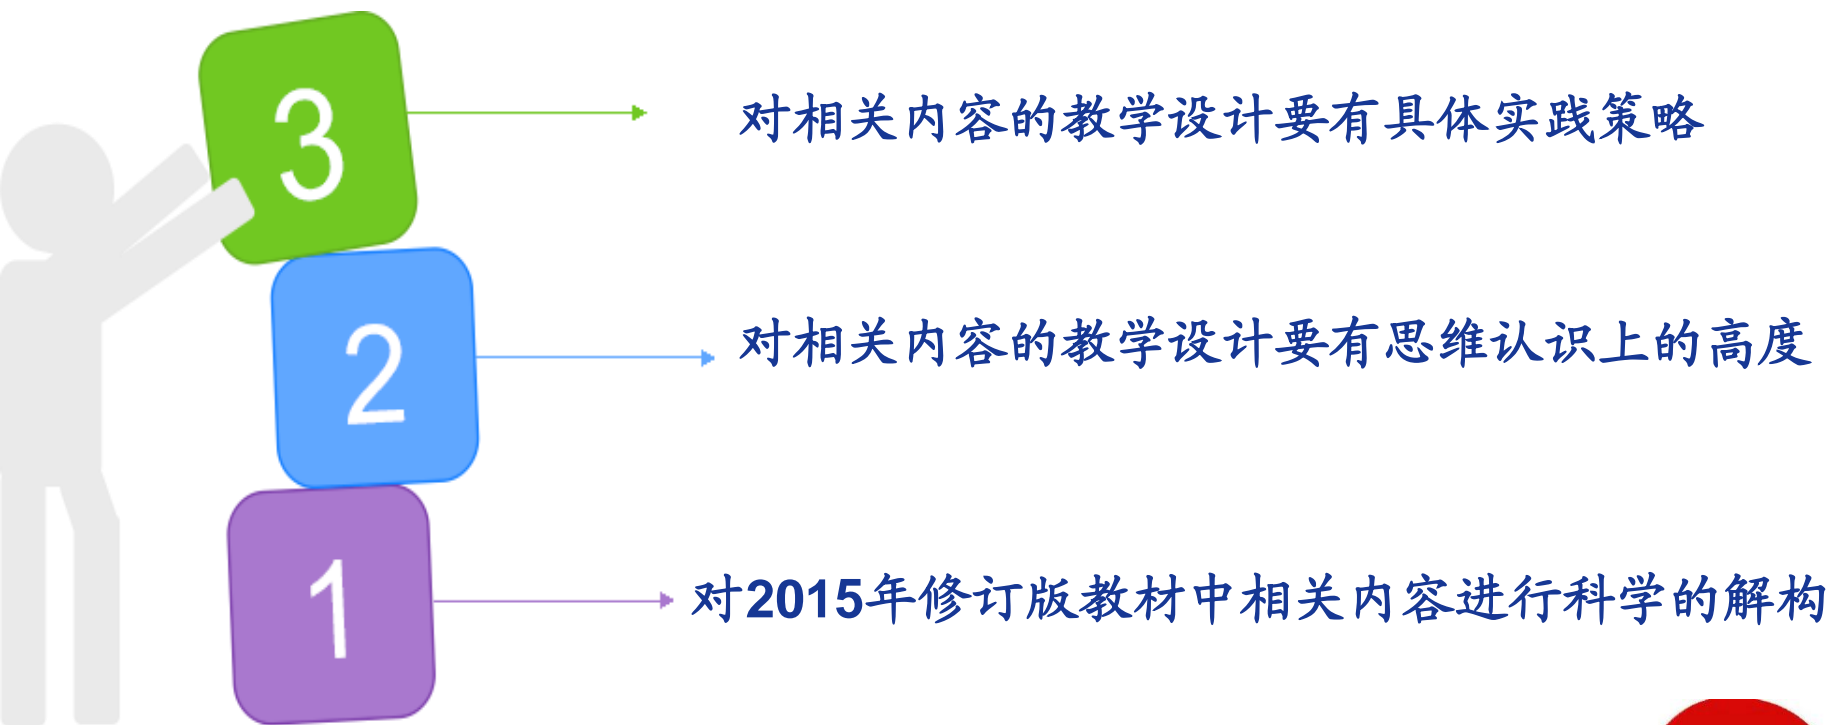 3
对相关内容的教学设计要有具体实践策略
2
对相关内容的教学设计要有思维认识上的高度
1
对2015年修订版教材中相关内容进行科学的解构